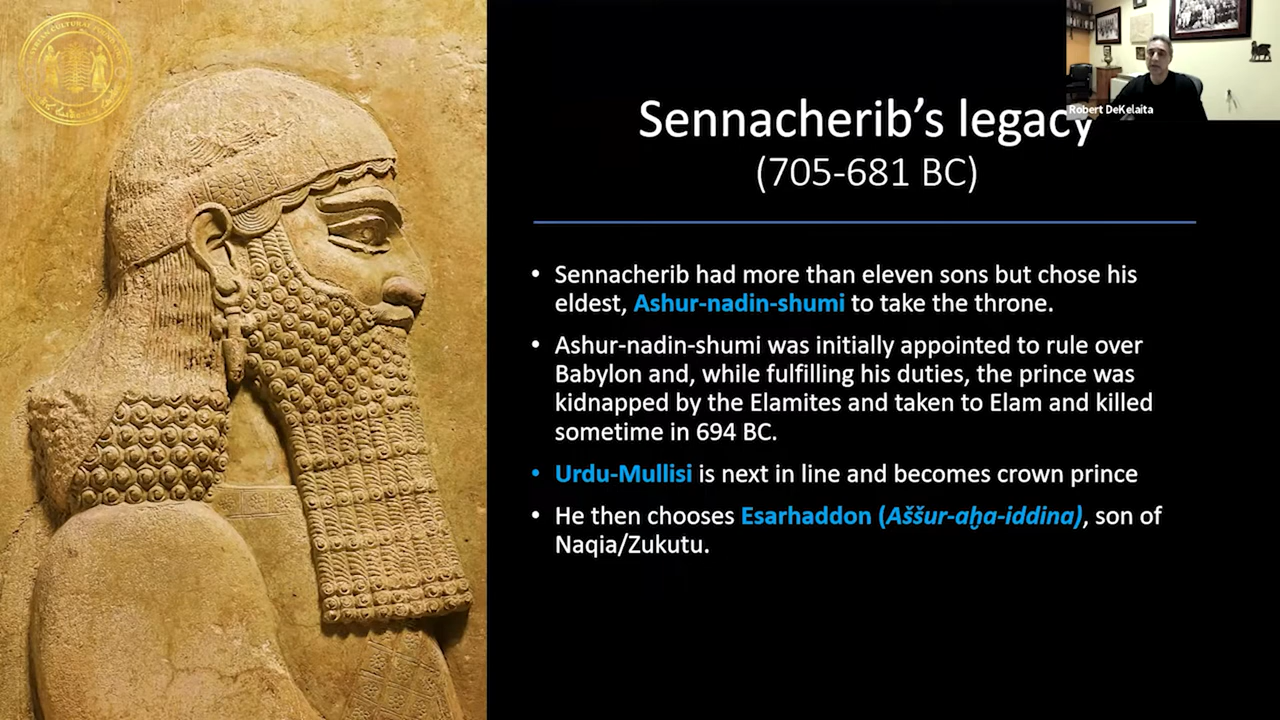 Robert DeKelaita
Sennacherib's legacy
(705-681 BC)
• Sennacherib had more than eleven sons but chose his
eldest, Ashur-nadin-shumi to take the throne.
• Ashur-nadin-shumi was initially appointed to rule over
Babylon and, while fulfilling his duties, the prince was
kidnapped by the Elamites and taken to Elam and killed
sometime in 694 BC.
• Urdu-Mullisi is next in line and becomes crown prince
• He then chooses Esarhaddon (Aššur-aḫa-iddina), son of
Naqia/Zukutu.